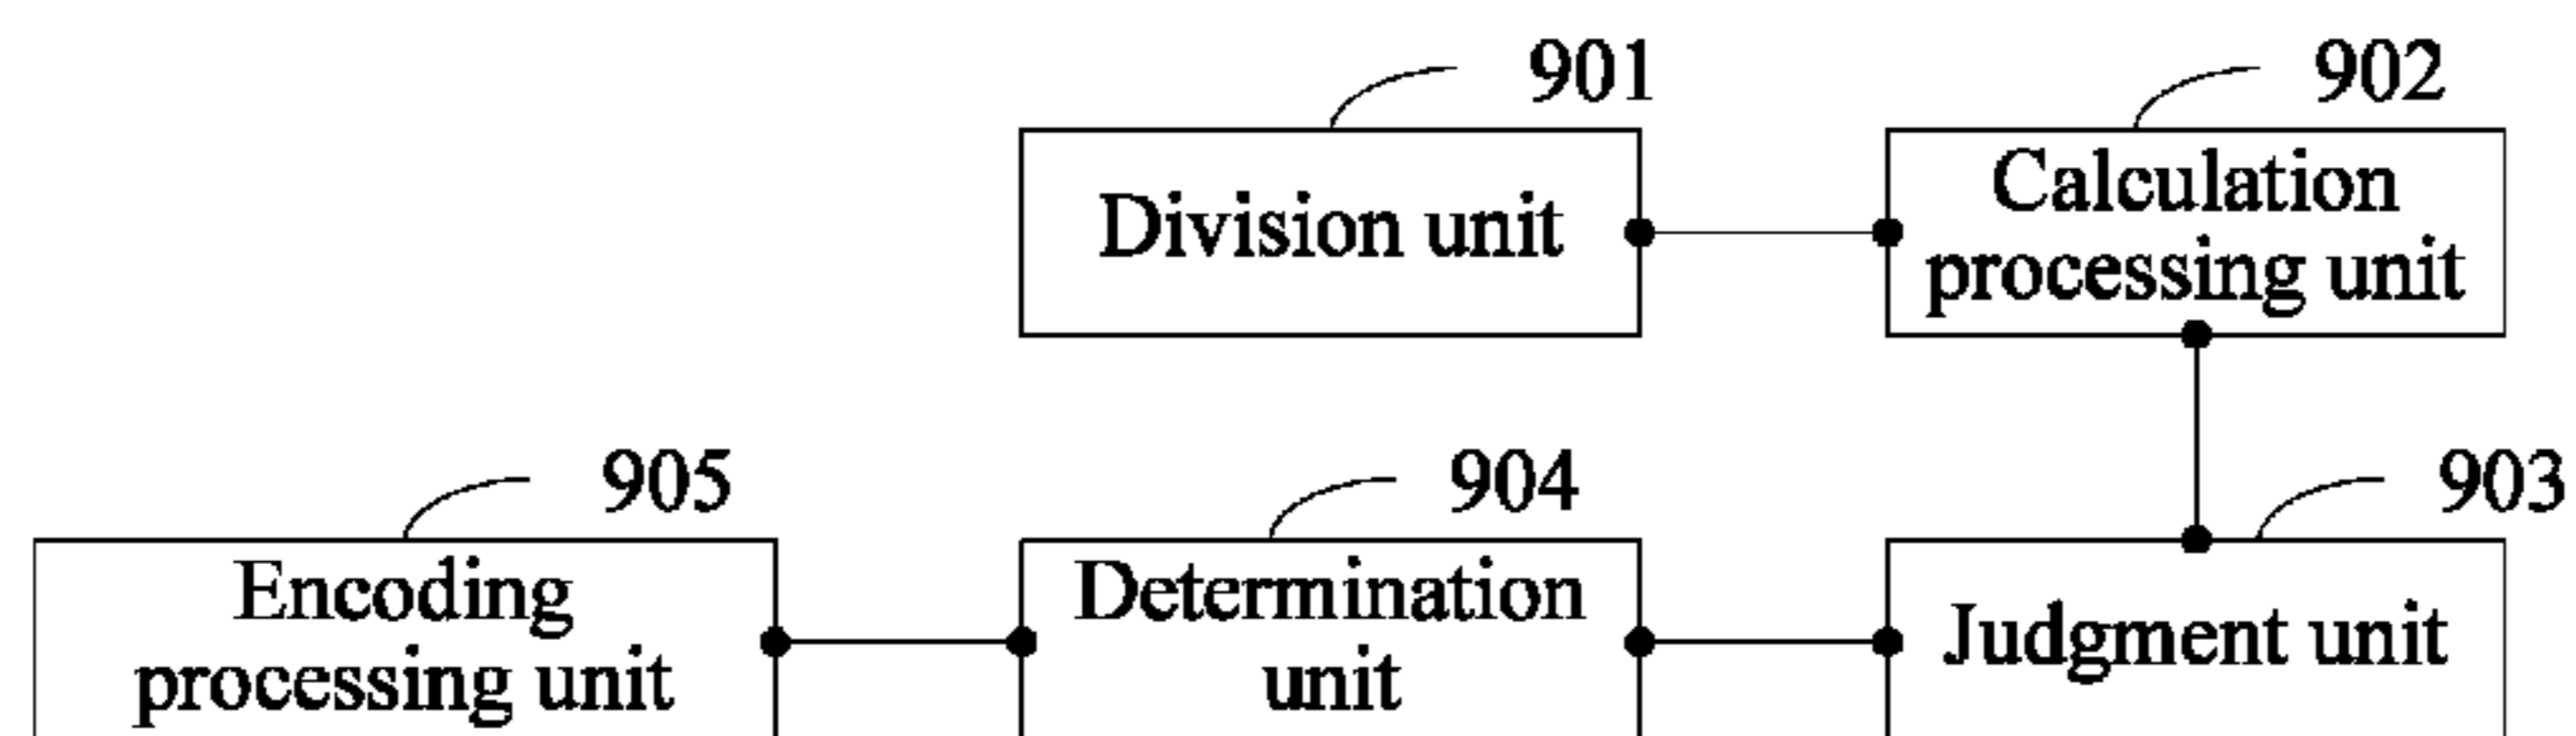 901
Division unit
902
Calculation
processing unit
905
Encoding
processing unit
904
Determination
unit
903
Judgment unit